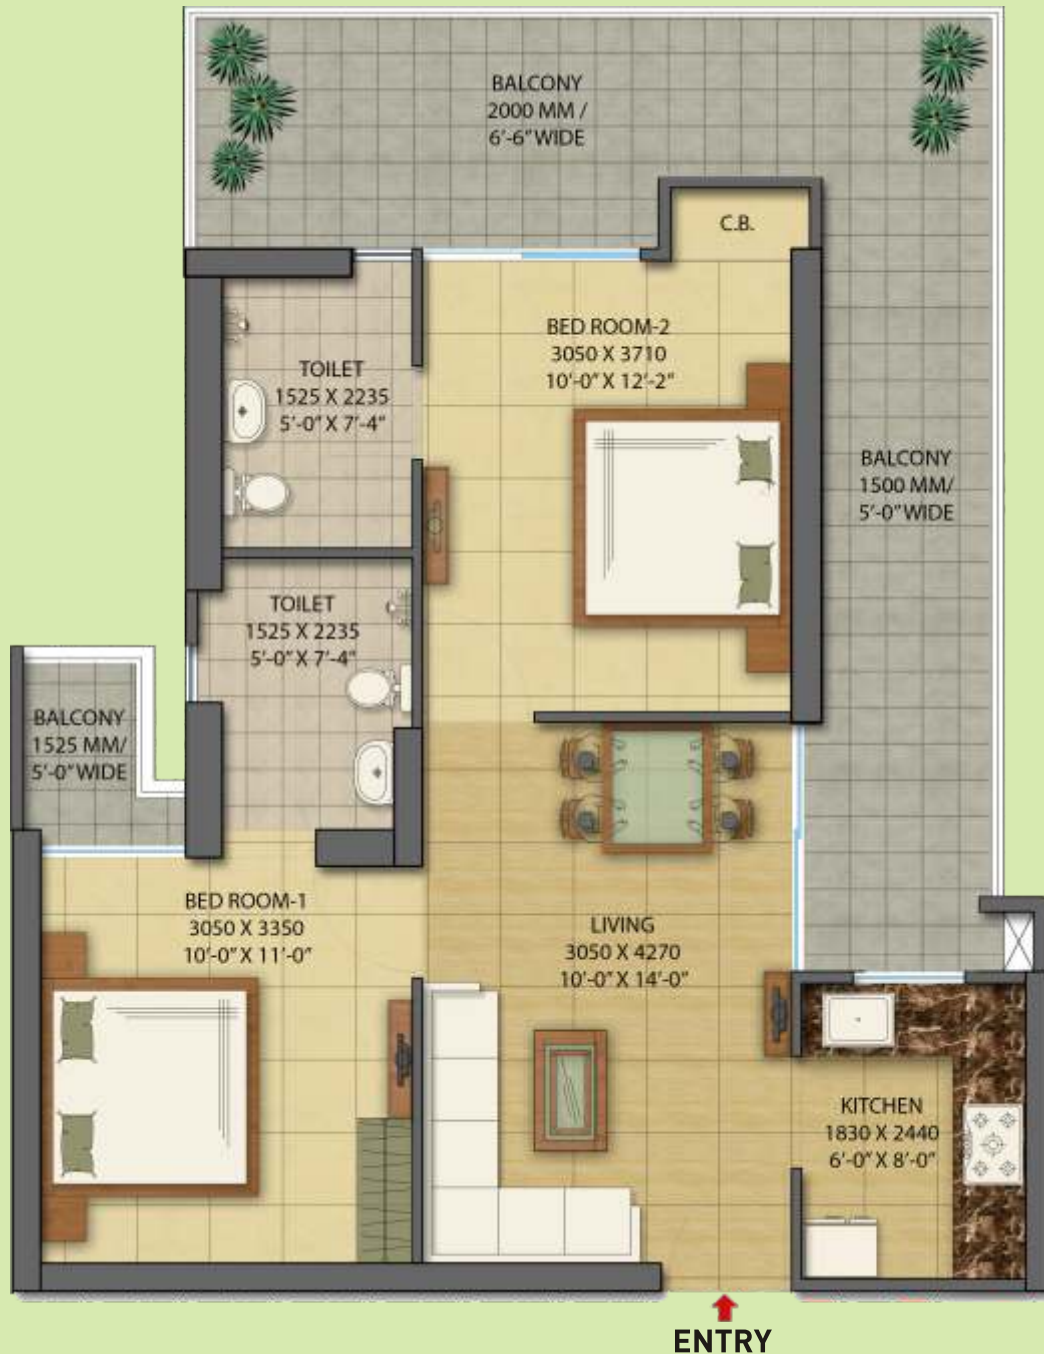 BALCONY
2000 MM /
6'-6" WIDE
C.B.
BED ROOM-2
3050 X 3710
10'-0" X 12'-2"
TOILET
1525 X 2235
5'-0" X 7'-4"
BALCONY
1500 MM/
5'-0" WIDE
TOILET
1525 X 2235
5'-0" X 7'-4"
BALCONY
1525 MM/
5'-0" WIDE
BED ROOM-1
3050 X 3350
10'-0" X 11'-0"
LIVING
3050 X 4270
10'-0" X 14'-0"
KITCHEN
1830 X 2440
6'-0" X 8'-0"
ENTRY